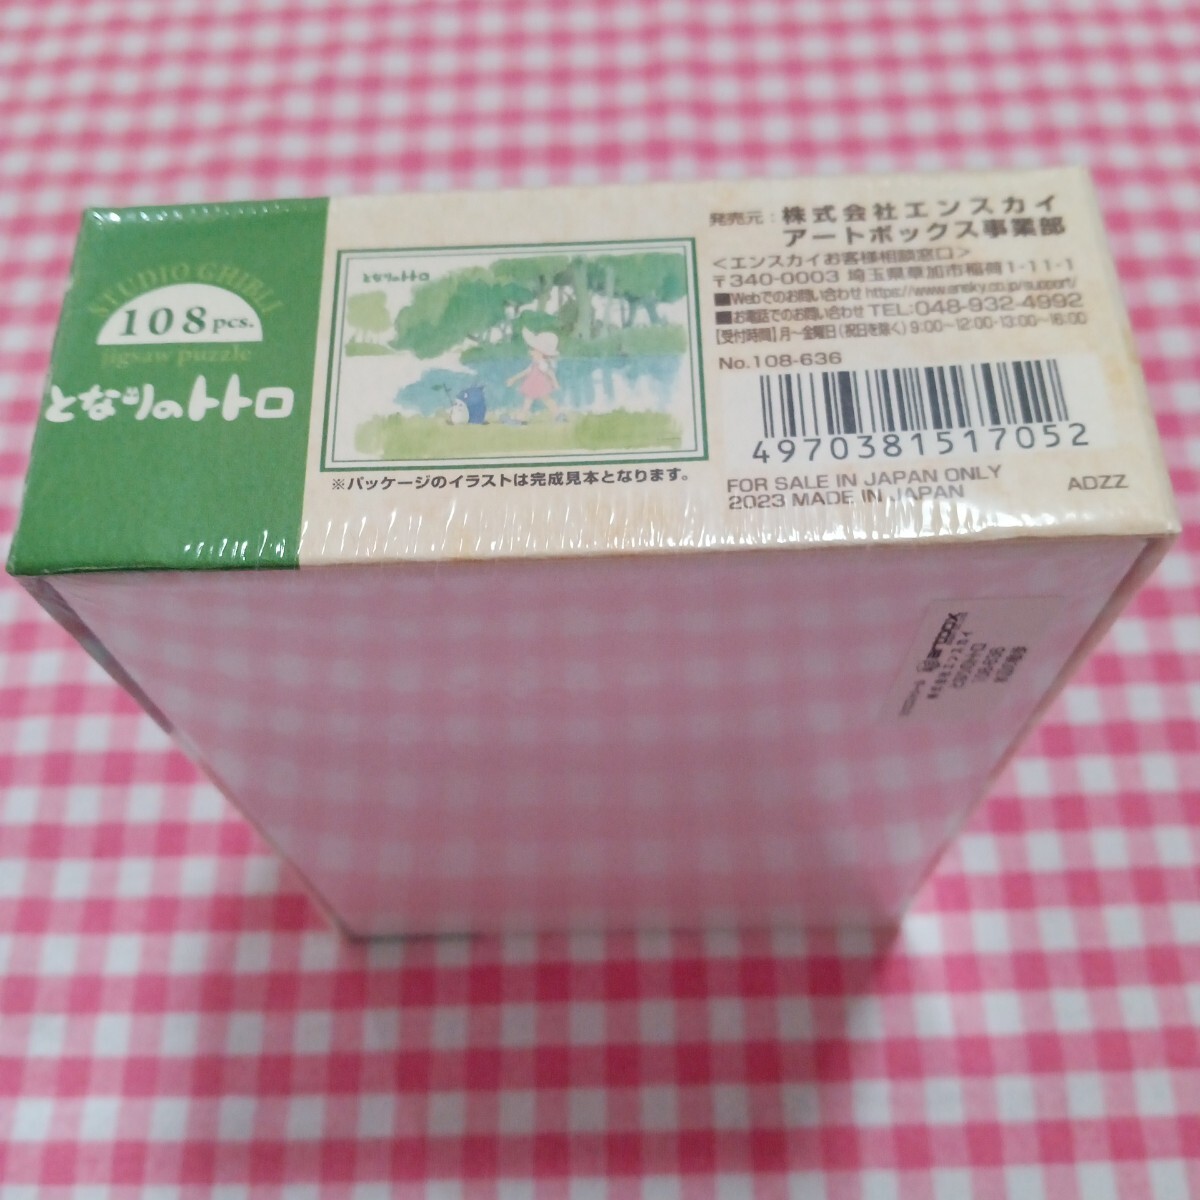 STUDIO GHIBLI
108pcs.
jigsaw puzzle
となりのトトロ
となりのトトロ
※パッケージのイラストは完成見本となります。
発売元：株式会社エンスカイ
アートボックス事業部
＜エンスカイお客様相談窓口＞
〒340-0003 埼玉県草加市稲荷1-11-1
■Webでのお問い合わせ https://www.ensky.co.jp/support/
■お電話でのお問い合わせ TEL:048-932-4992
【受付時間】月〜金曜日（祝日を除く）9:00〜12:00・13:00〜16:00
No.108-636
4970381517052
FOR SALE IN JAPAN ONLY
2023 MADE IN JAPAN
ADZZ